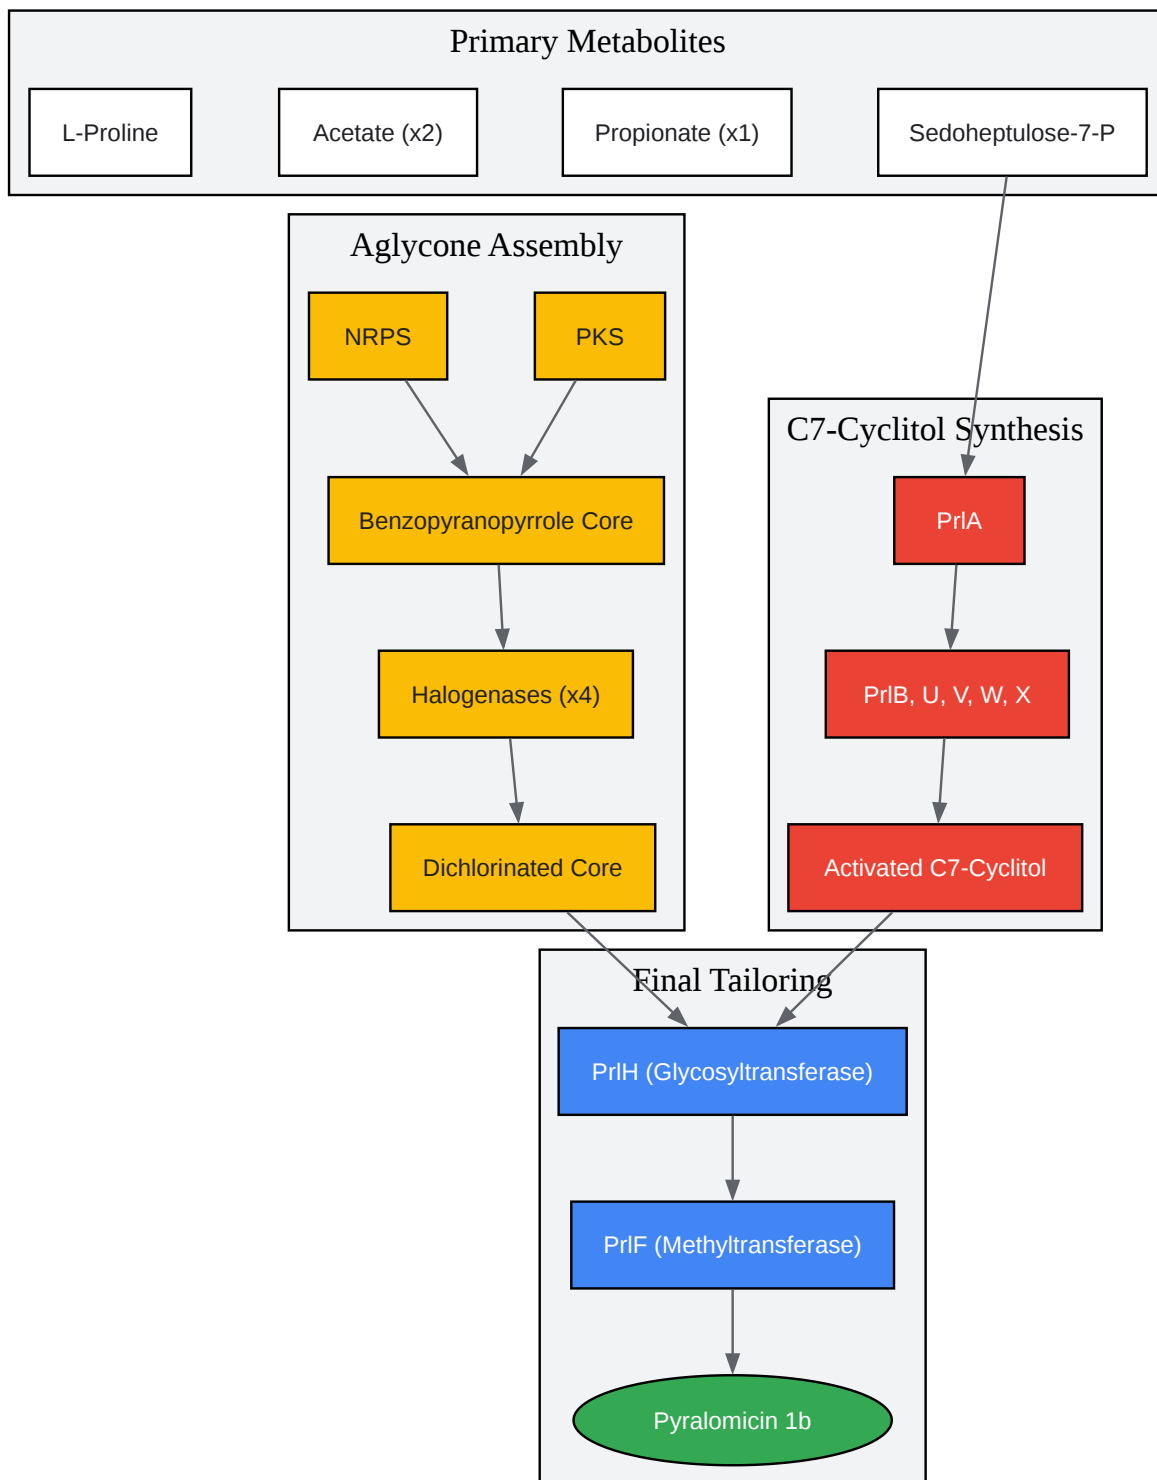 Primary Metabolites
L-Proline
Acetate (x2)
Propionate (x1)
Sedoheptulose-7-P
Aglycone Assembly
NRPS
PKS
Benzopyranopyrrole Core
Halogenases (x4)
Dichlorinated Core
C7-Cyclitol Synthesis
PrlA
PrlB, U, V, W, X
Activated C7-Cyclitol
Final Tailoring
PrlH (Glycosyltransferase)
PrlF (Methyltransferase)
Pyralomicin 1b